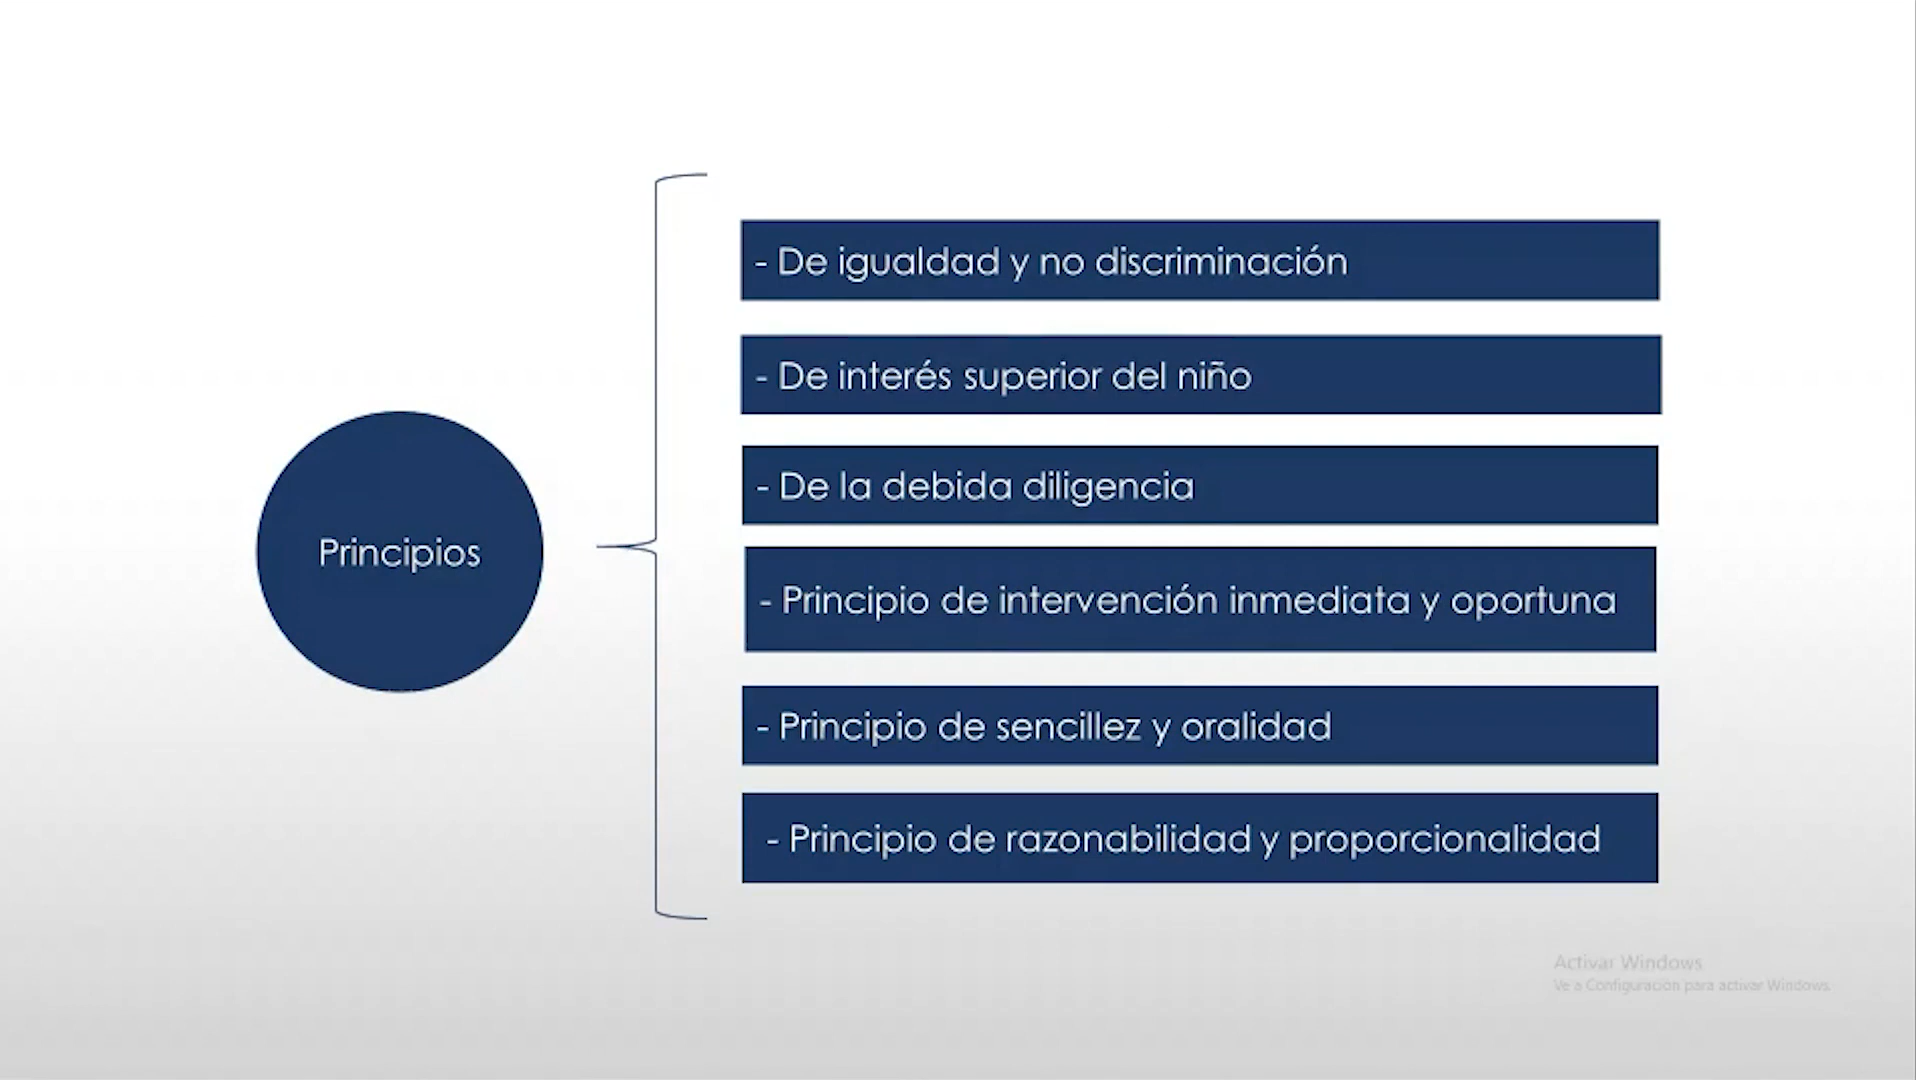 - De igualdad y no discriminación
- De interés superior del niño
- De la debida diligencia
Principios
- Principio de intervención inmediata y oportuna
- Principio de sencillez y oralidad
- Principio de razonabilidad y proporcionalidad
Activar Windows
Ve a Configuración para activar Windows.